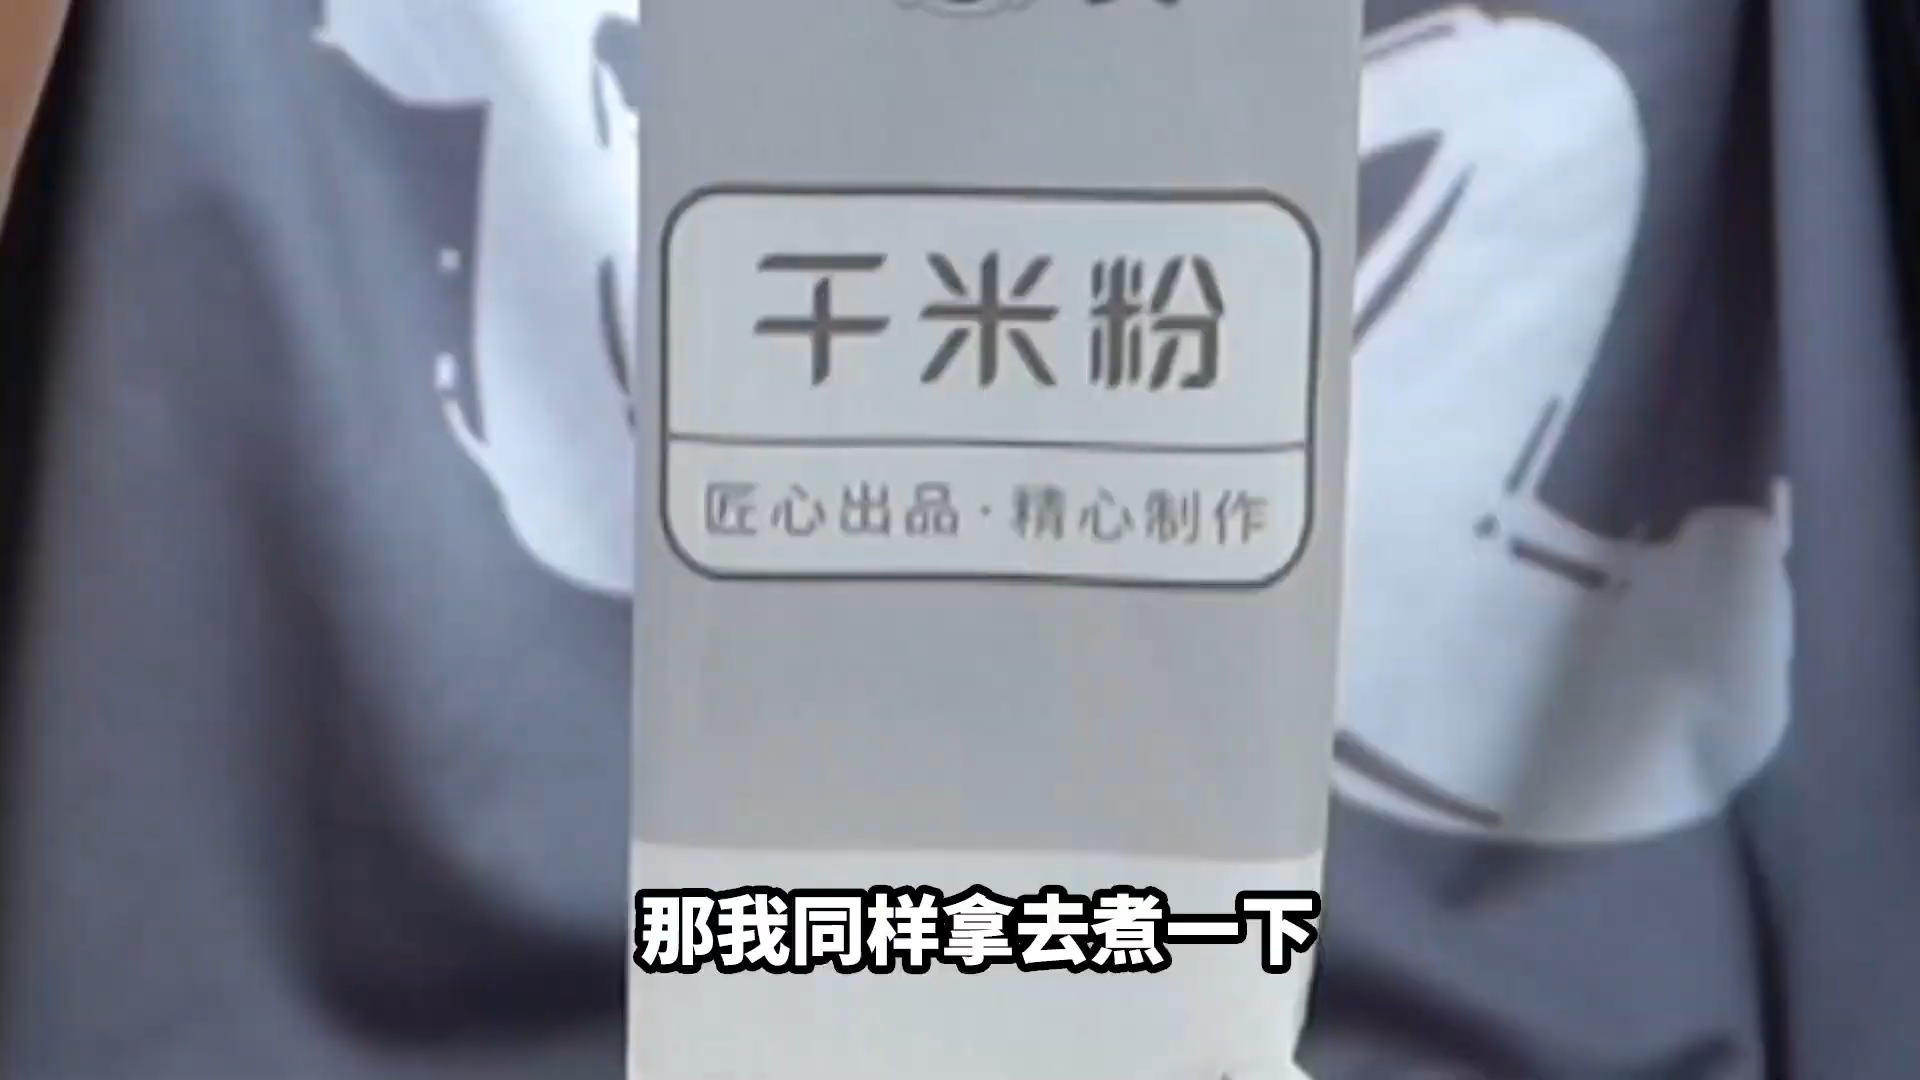 干米粉
匠心出品·精心制作
那我同样拿去煮一下